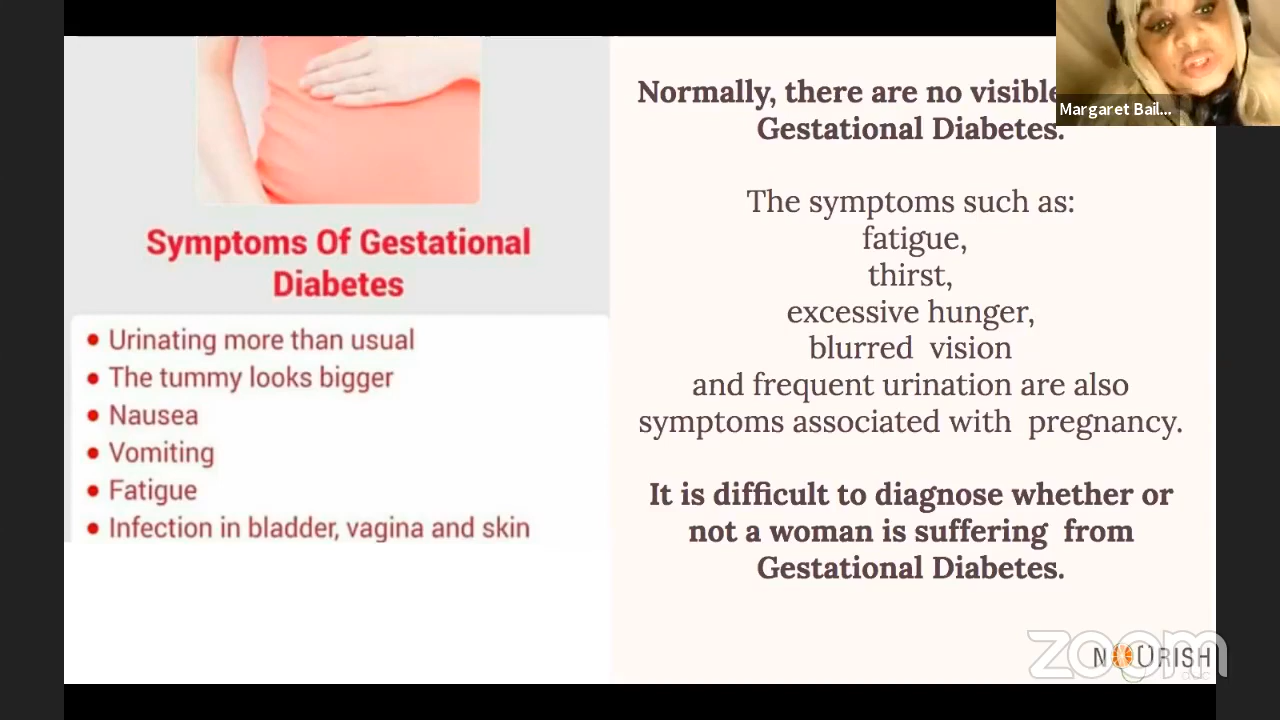 Symptoms Of Gestational
Diabetes
• Urinating more than usual
• The tummy looks bigger
• Nausea
• Vomiting
• Fatigue
• Infection in bladder, vagina and skin
Normally, there are no visible
Gestational Diabetes.
The symptoms such as:
fatigue,
thirst,
excessive hunger,
blurred vision
and frequent urination are also
symptoms associated with pregnancy.
It is difficult to diagnose whether or
not a woman is suffering from
Gestational Diabetes.
Margaret Bail...
zoom
NOURISH